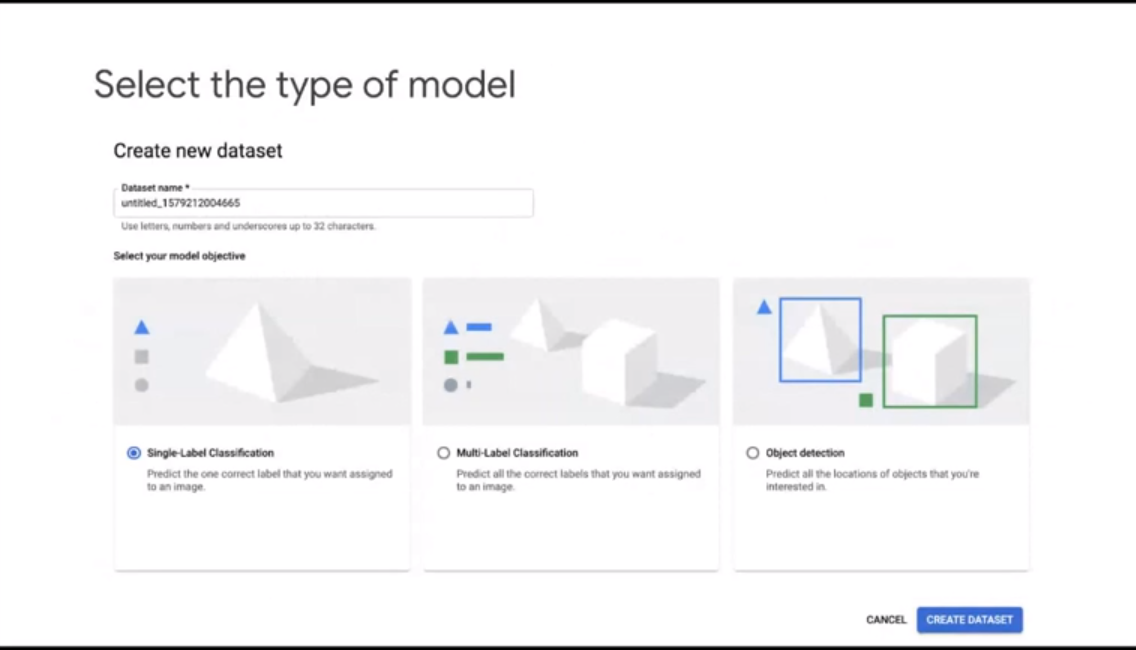 Select the type of model
Create new dataset
Dataset name *
untitled_1579212004665
Use letters, numbers and underscores up to 32 characters.
Select your model objective
Single-Label Classification
Predict the one correct label that you want assigned
to an image.
Multi-Label Classification
Predict all the correct labels that you want assigned
to an image.
Object detection
Predict all the locations of objects that you're
interested in.
CANCEL
CREATE DATASET